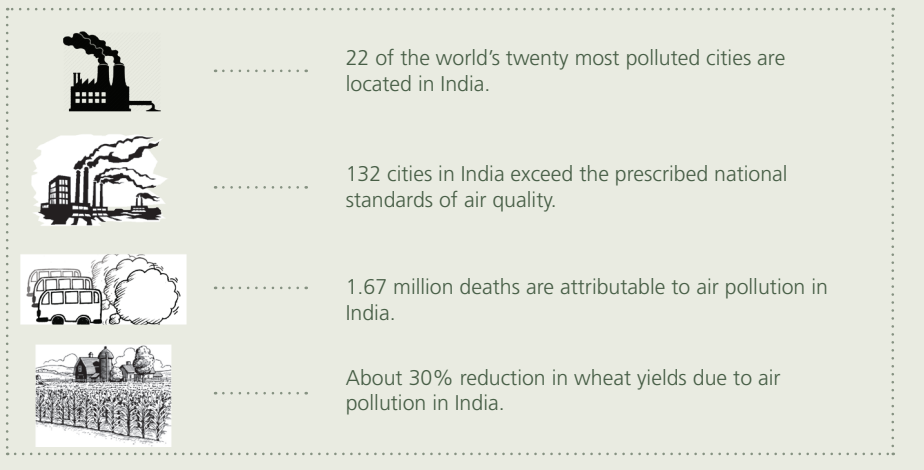 22 of the world's twenty most polluted cities are
located in India.
132 cities in India exceed the prescribed national
standards of air quality.
1.67 million deaths are attributable to air pollution in
India.
About 30% reduction in wheat yields due to air
pollution in India.